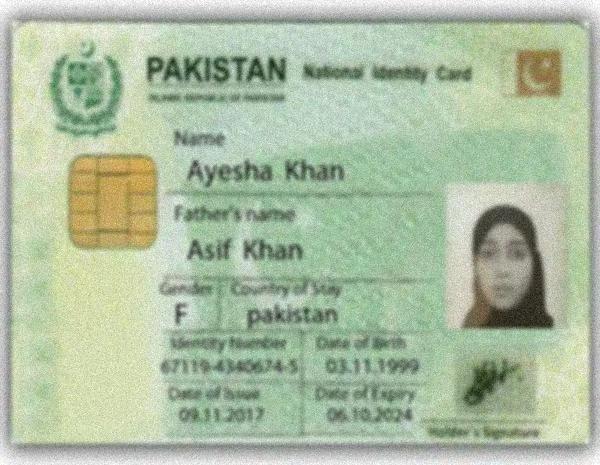 PAKISTAN National Identity Card
ISLAMIC REPUBLIC OF PAKISTAN
Name
Ayesha Khan
Father's name
Asif Khan
Gender Country of Stay
F pakistan
Identity Number Date of Birth
67119-4340674-5 03.11.1999
Date of Issue Date of Expiry
09.11.2017 06.10.2024
Holder's Signature